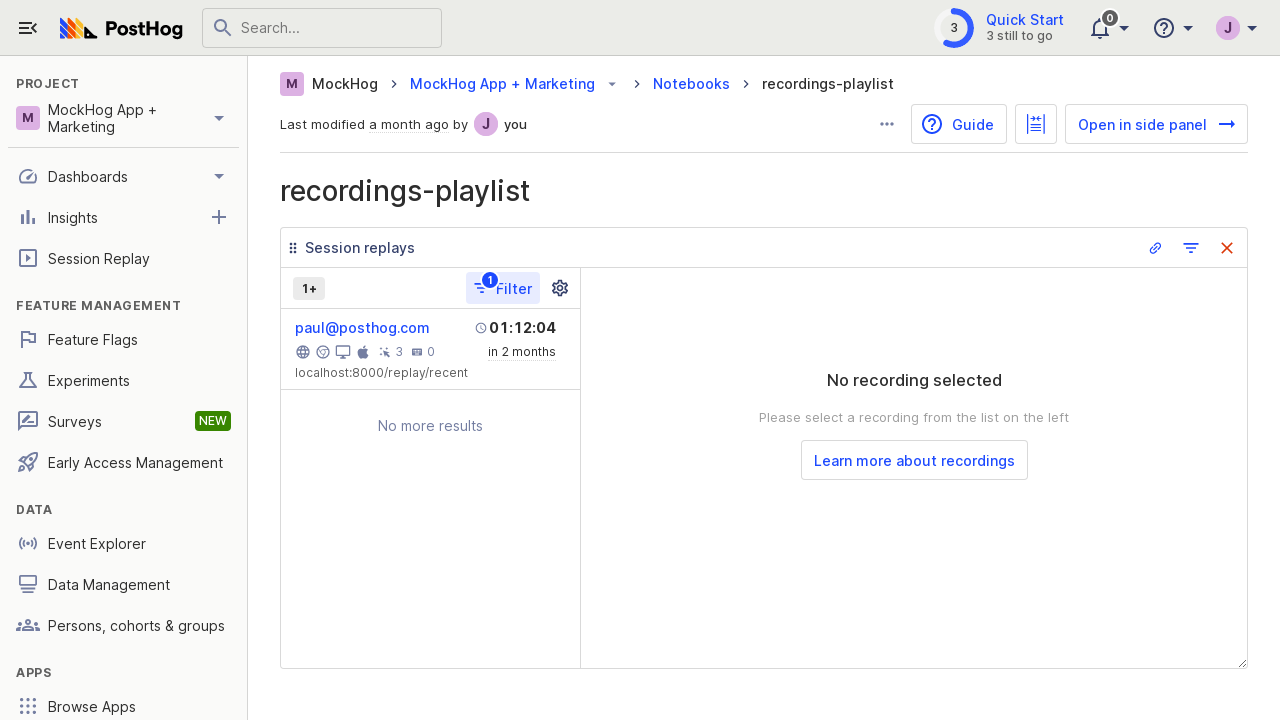 PostHog
Search...
3
Quick Start
3 still to go
0
J
PROJECT
M
MockHog App +
Marketing
Dashboards
Insights
Session Replay
FEATURE MANAGEMENT
Feature Flags
Experiments
Surveys
NEW
Early Access Management
DATA
Event Explorer
Data Management
Persons, cohorts & groups
APPS
Browse Apps
M MockHog
MockHog App + Marketing
Notebooks
recordings-playlist
Last modified a month ago by J you
Guide
Open in side panel
recordings-playlist
Session replays
1+
1
Filter
paul@posthog.com
01:12:04
3
0
in 2 months
localhost:8000/replay/recent
No more results
No recording selected
Please select a recording from the list on the left
Learn more about recordings